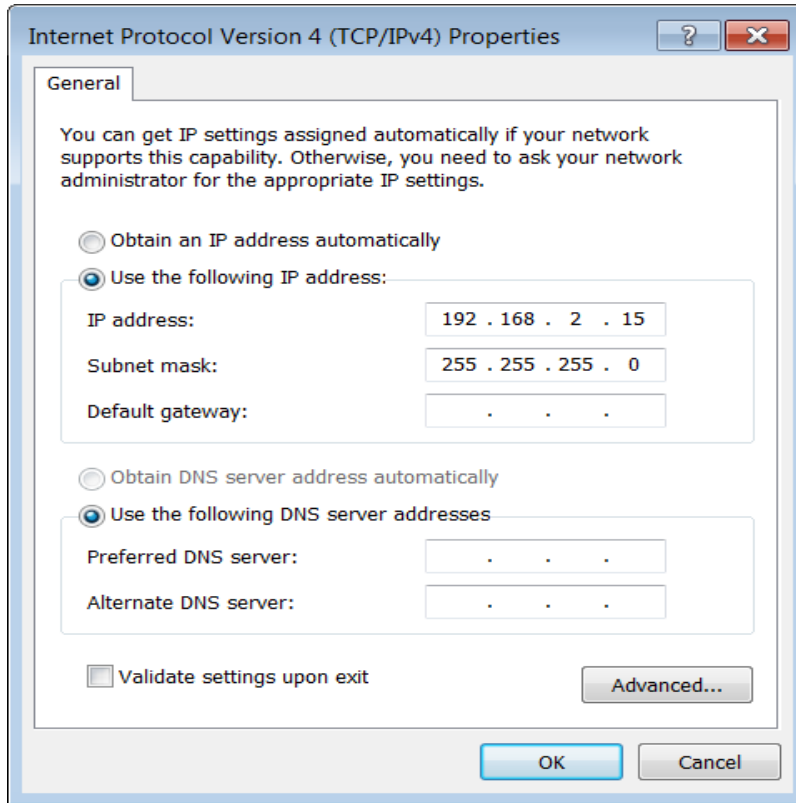 Internet Protocol Version 4 (TCP/IPv4) Properties
General
You can get IP settings assigned automatically if your network
supports this capability. Otherwise, you need to ask your network
administrator for the appropriate IP settings.
Obtain an IP address automatically
Use the following IP address:
IP address: 192 . 168 . 2 . 15
Subnet mask: 255 . 255 . 255 . 0
Default gateway: . . .
Obtain DNS server address automatically
Use the following DNS server addresses
Preferred DNS server: . . .
Alternate DNS server: . . .
Validate settings upon exit
Advanced...
OK Cancel